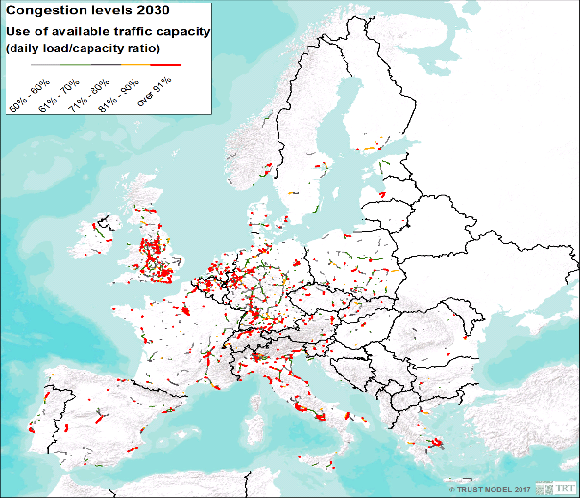 Congestion levels 2030
Use of available traffic capacity
(daily load/capacity ratio)
50% - 60%
61% - 70%
71% - 80%
81% - 90%
over 91%
© TRUST MODEL 2017 TRT